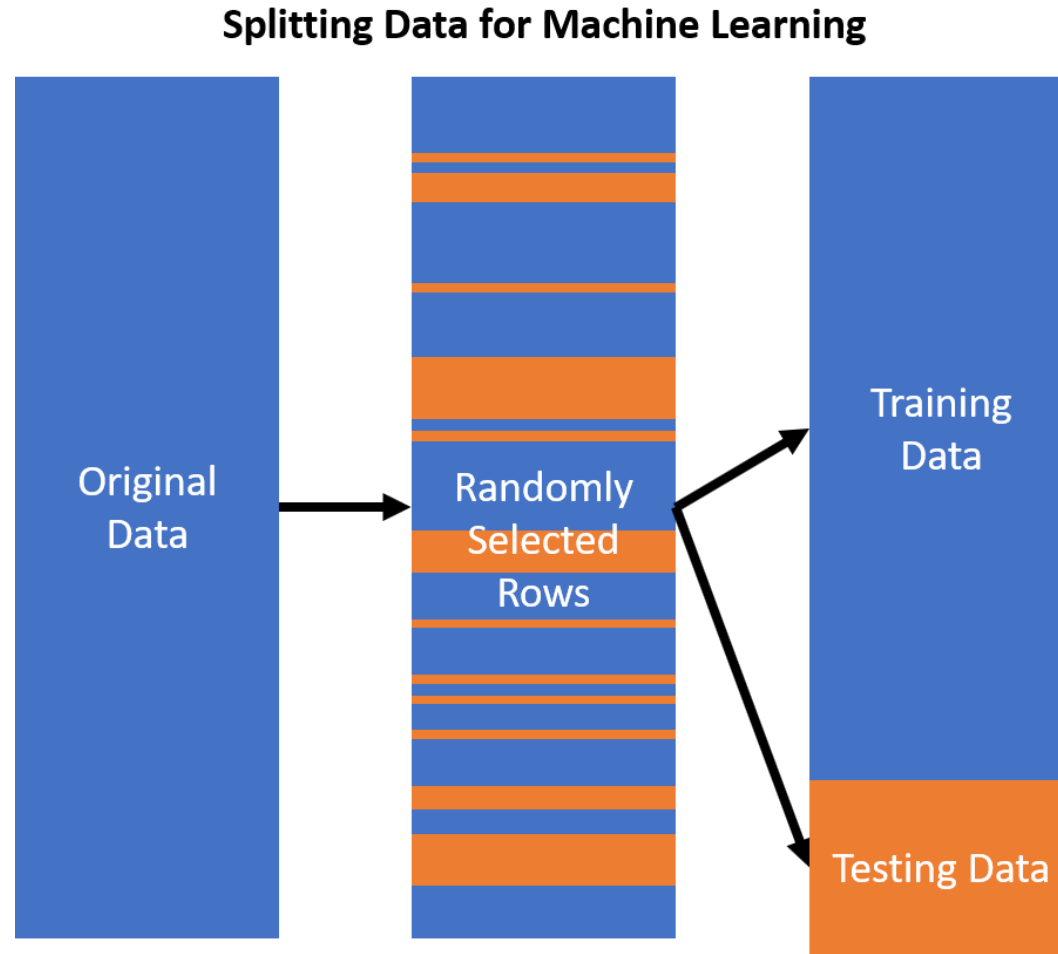 Splitting Data for Machine Learning
Original
Data
Randomly
Selected
Rows
Training
Data
Testing Data